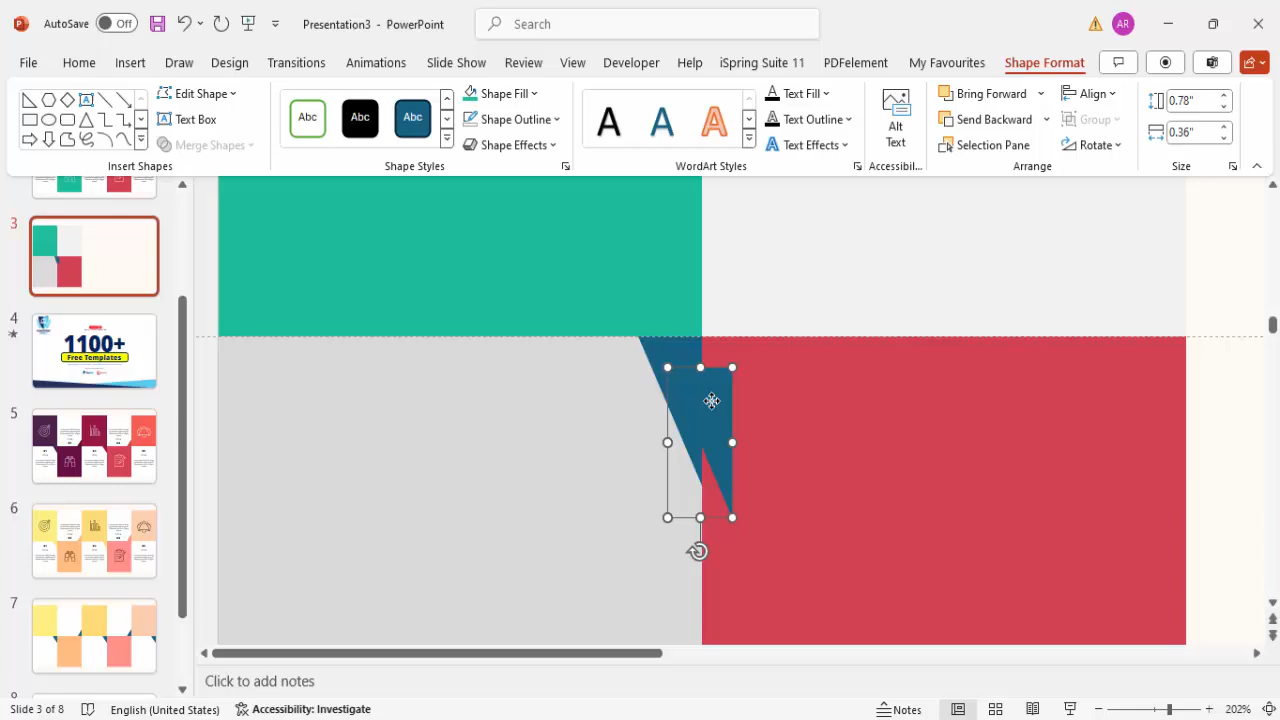 AutoSave Off Presentation3 - PowerPoint Search AR
File Home Insert Draw Design Transitions Animations Slide Show Review View Developer Help iSpring Suite 11 PDFelement My Favourites Shape Format
Edit Shape
Text Box
Merge Shapes
Insert Shapes
Abc Abc Abc
Shape Fill
Shape Outline
Shape Effects
Shape Styles
A A A
Text Fill
Text Outline
Text Effects
WordArt Styles
Alt
Text
Accessibil...
Bring Forward
Send Backward
Selection Pane
Align
Group
Rotate
Arrange
0.78"
0.36"
Size
3
4
1100+
Free Templates
5
6
7
8
Click to add notes
Slide 3 of 8 English (United States) Accessibility: Investigate Notes 202%